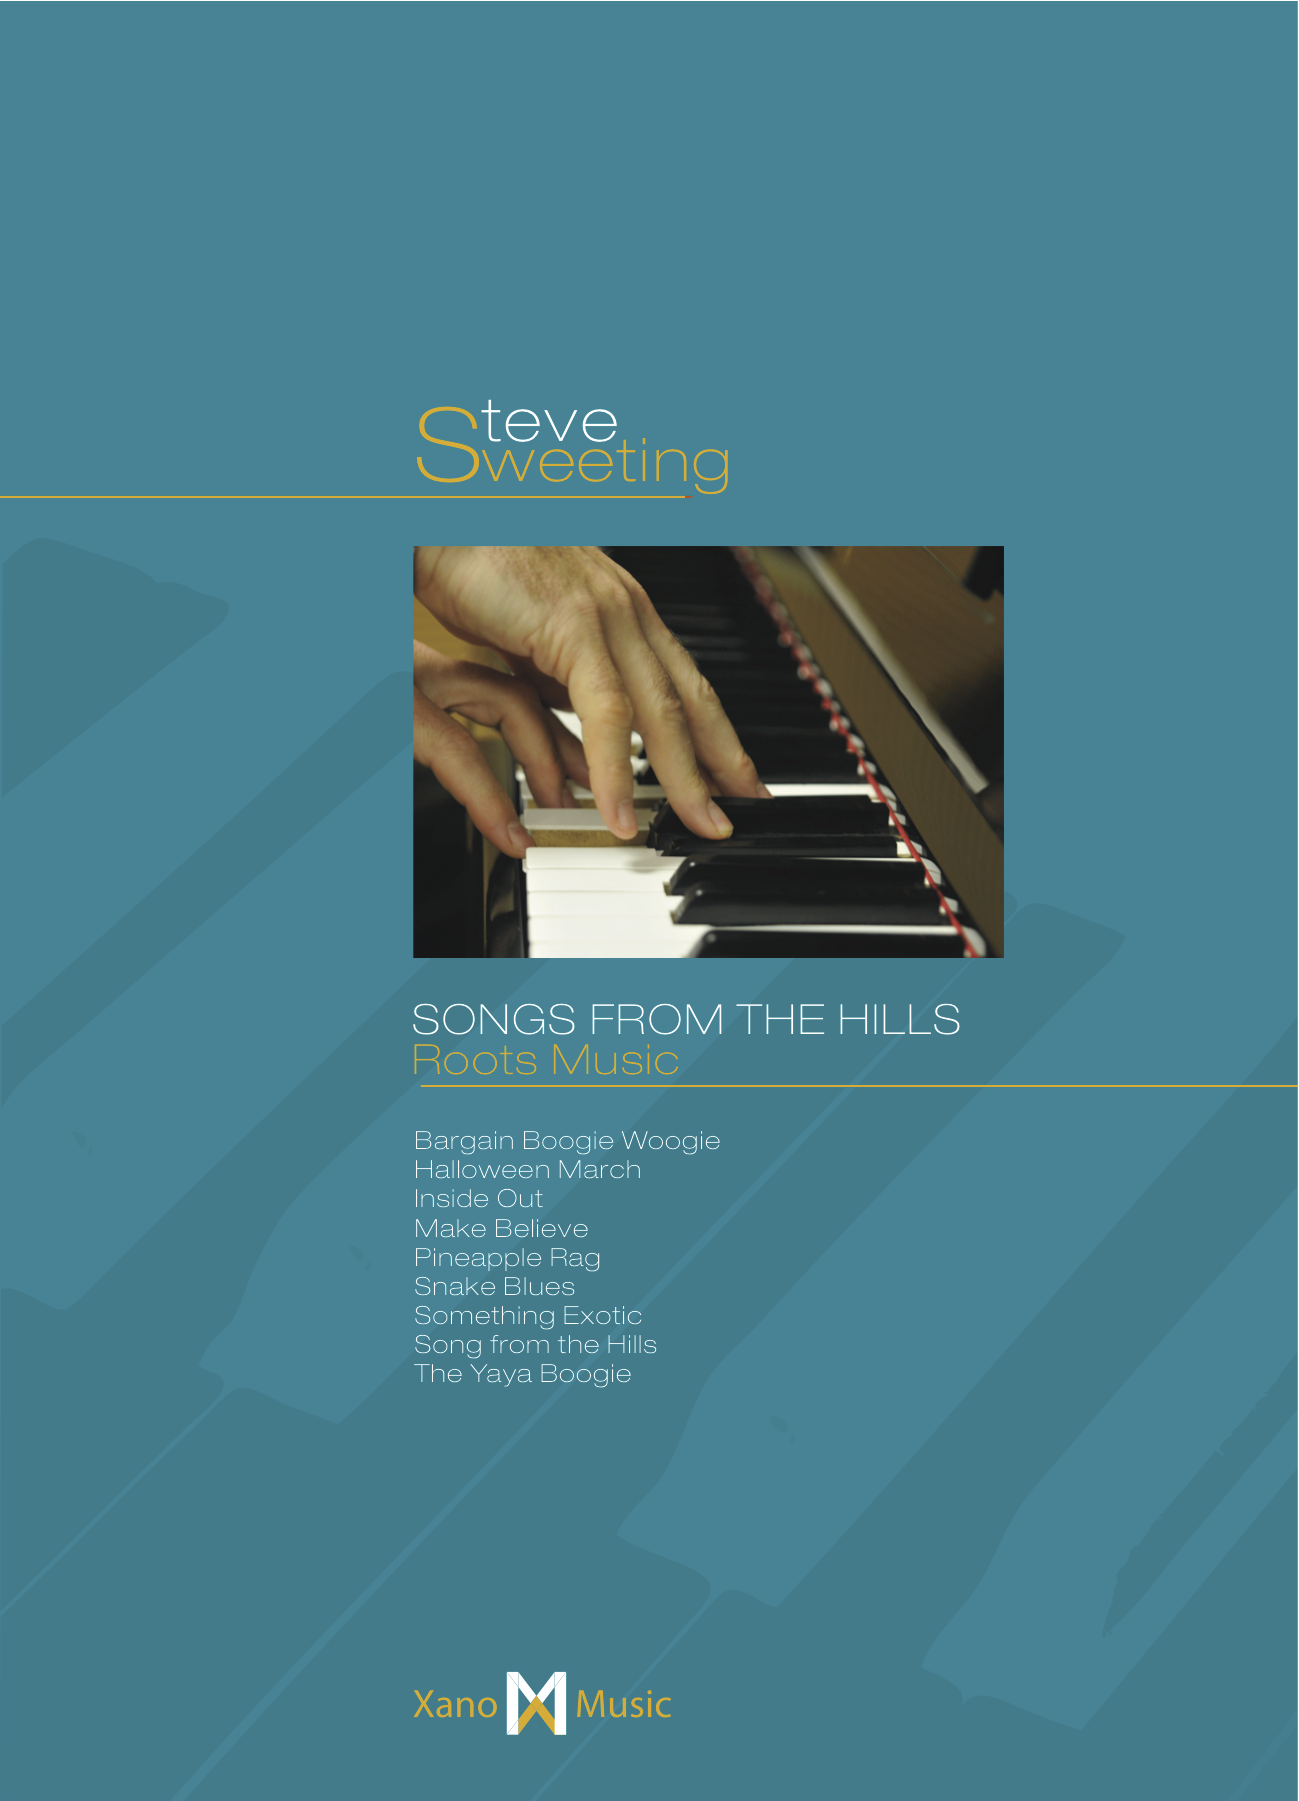 Steve
Sweeting
SONGS FROM THE HILLS
Roots Music
Bargain Boogie Woogie
Halloween March
Inside Out
Make Believe
Pineapple Rag
Snake Blues
Something Exotic
Song from the Hills
The Yaya Boogie
Xano Music